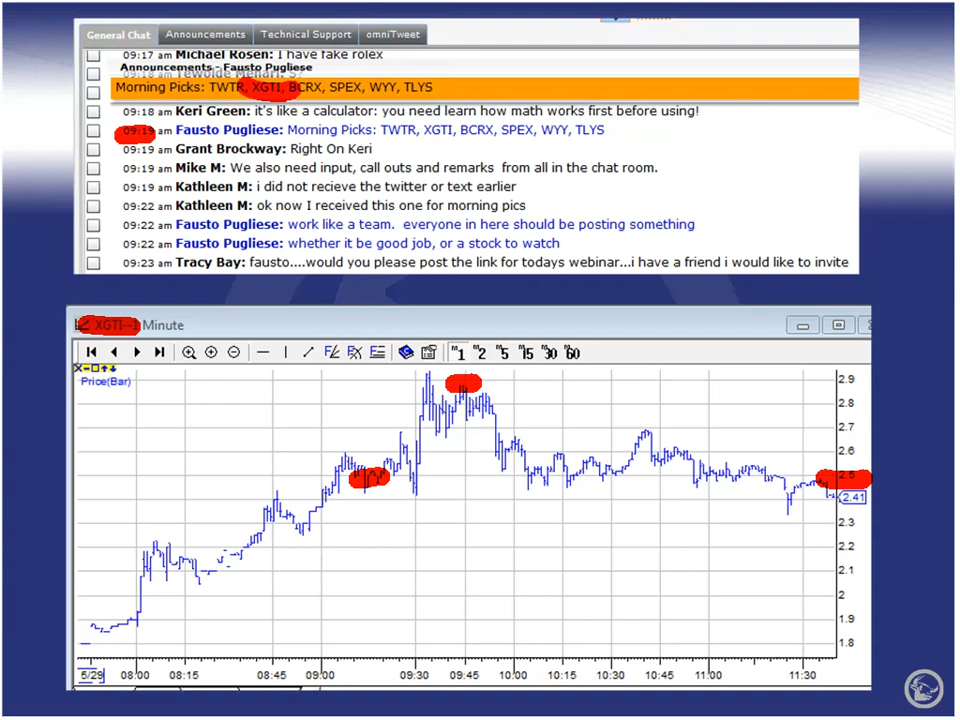 General Chat Announcements Technical Support omniTweet
09:17 am Michael Rosen: I have fake rolex
Announcements - Fausto Pugliese
09:18 am Tewolde Menari:
Morning Picks: TWTR, XGTI, BCRX, SPEX, WYY, TLYS
09:18 am Keri Green: it's like a calculator: you need learn how math works first before using!
09:19 am Fausto Pugliese: Morning Picks: TWTR, XGTI, BCRX, SPEX, WYY, TLYS
09:19 am Grant Brockway: Right On Keri
09:19 am Mike M: We also need input, call outs and remarks from all in the chat room.
09:19 am Kathleen M: i did not recieve the twitter or text earlier
09:22 am Kathleen M: ok now I received this one for morning pics
09:22 am Fausto Pugliese: work like a team. everyone in here should be posting something
09:22 am Fausto Pugliese: whether it be good job, or a stock to watch
09:23 am Tracy Bay: fausto....would you please post the link for todays webinar...i have a friend i would like to invite
XGTI--1 Minute
m1 m2 m5 m15 m30 m60
Price(Bar)
2.9
2.8
2.7
2.6
2.5
2.41
2.3
2.2
2.1
2
1.9
1.8
5/29 08:00 08:15 08:45 09:00 09:30 09:45 10:00 10:15 10:30 10:45 11:00 11:30